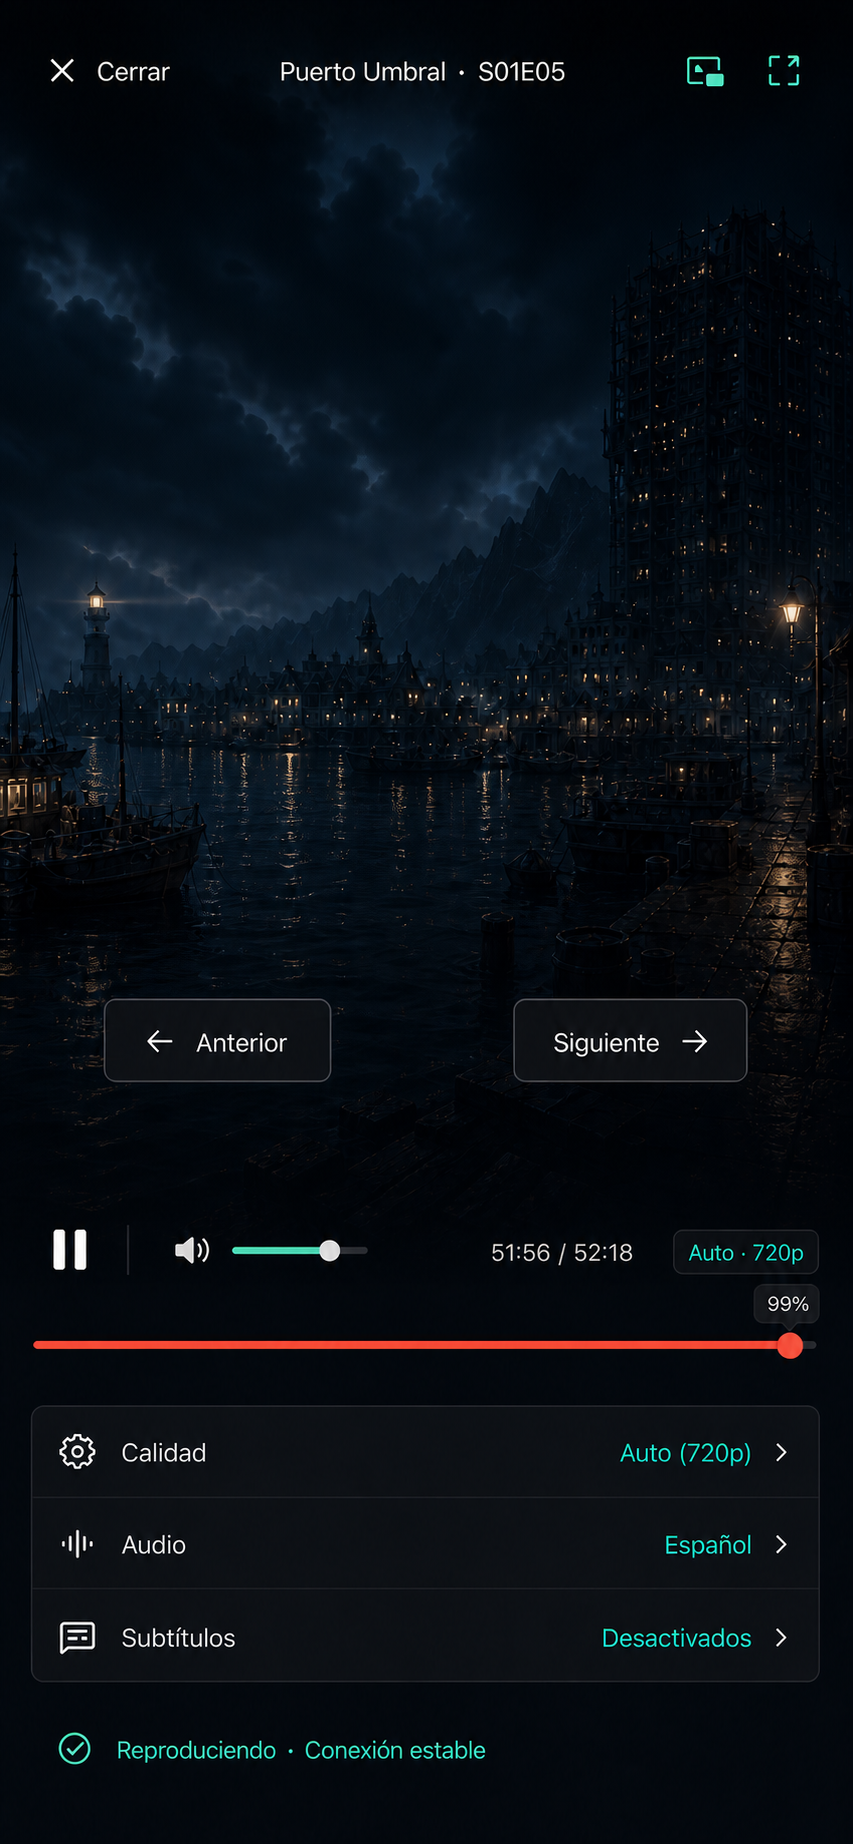 Cerrar
Puerto Umbral · S01E05
Anterior
Siguiente
51:56 / 52:18
Auto · 720p
99%
Calidad
Auto (720p)
Audio
Español
Subtítulos
Desactivados
Reproduciendo · Conexión estable